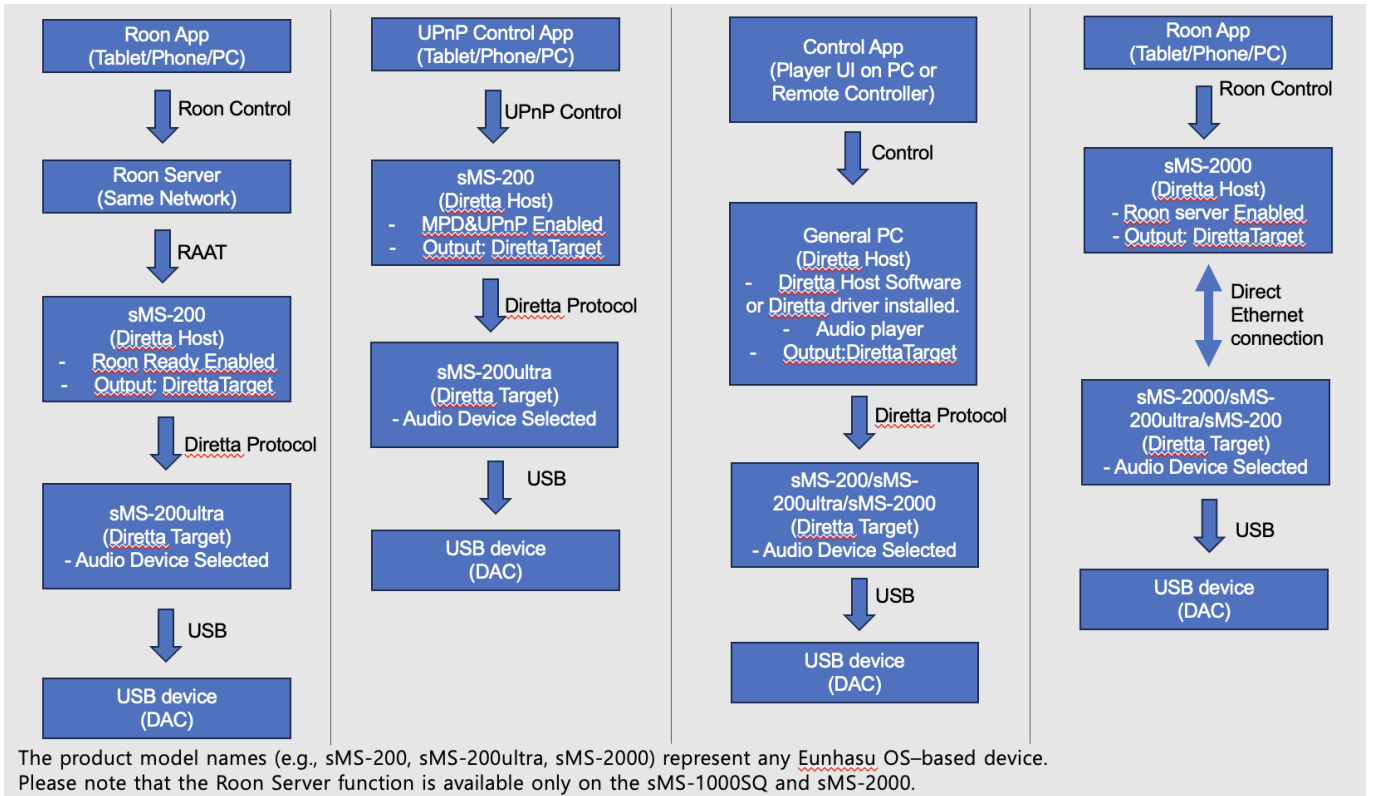 Roon App
(Tablet/Phone/PC)
Roon Control
Roon Server
(Same Network)
RAAT
sMS-200
(Diretta Host)
- Roon Ready Enabled
- Output: DirettaTarget
Diretta Protocol
sMS-200ultra
(Diretta Target)
- Audio Device Selected
USB
USB device
(DAC)
UPnP Control App
(Tablet/Phone/PC)
UPnP Control
sMS-200
(Diretta Host)
- MPD&UPnP Enabled
- Output: DirettaTarget
Diretta Protocol
sMS-200ultra
(Diretta Target)
- Audio Device Selected
USB
USB device
(DAC)
Control App
(Player UI on PC or
Remote Controller)
Control
General PC
(Diretta Host)
- Diretta Host Software
or Diretta driver installed.
- Audio player
- Output:DirettaTarget
Diretta Protocol
sMS-200/sMS-
200ultra/sMS-2000
(Diretta Target)
- Audio Device Selected
USB
USB device
(DAC)
Roon App
(Tablet/Phone/PC)
Roon Control
sMS-2000
(Diretta Host)
- Roon server Enabled
- Output: DirettaTarget
Direct
Ethernet
connection
sMS-2000/sMS-
200ultra/sMS-200
(Diretta Target)
- Audio Device Selected
USB
USB device
(DAC)
The product model names (e.g., sMS-200, sMS-200ultra, sMS-2000) represent any Eunhasu OS–based device.
Please note that the Roon Server function is available only on the sMS-1000SQ and sMS-2000.